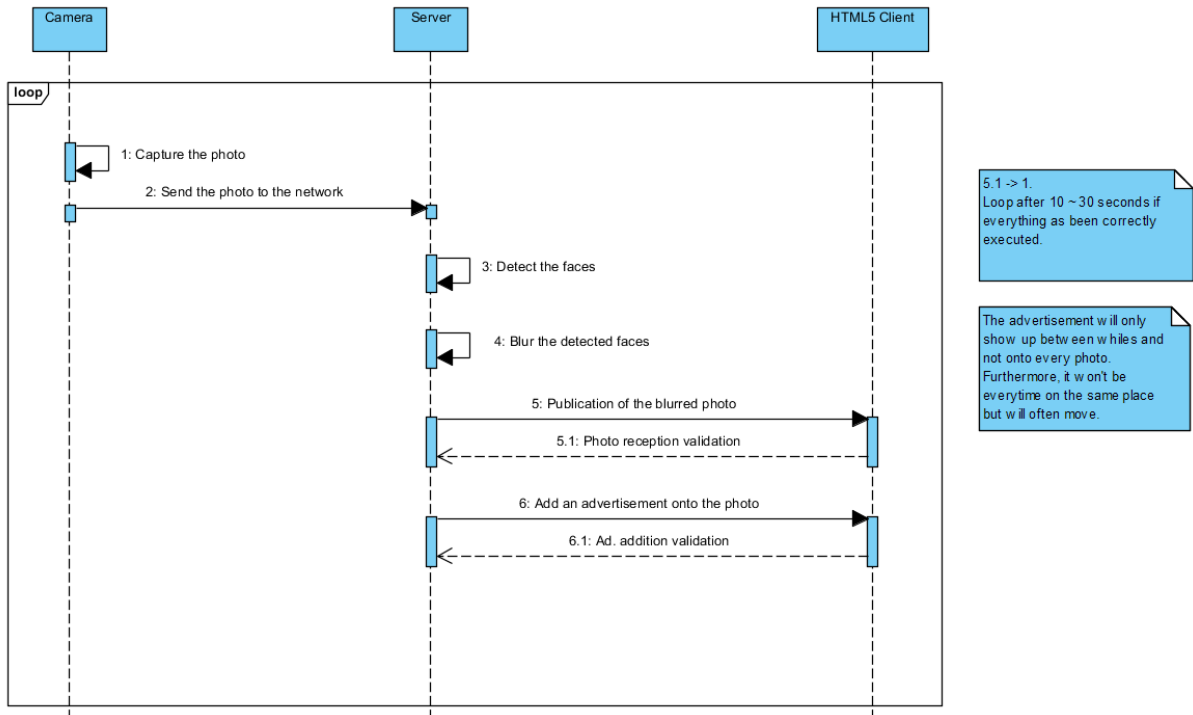 Camera
Server
HTML5 Client
loop
1: Capture the photo
2: Send the photo to the network
3: Detect the faces
4: Blur the detected faces
5: Publication of the blurred photo
5.1: Photo reception validation
6: Add an advertisement onto the photo
6.1: Ad. addition validation
5.1 -> 1.
Loop after 10 ~ 30 seconds if
everything as been correctly
executed.
The advertisement will only
show up between whiles and
not onto every photo.
Furthermore, it won't be
everytime on the same place
but will often move.